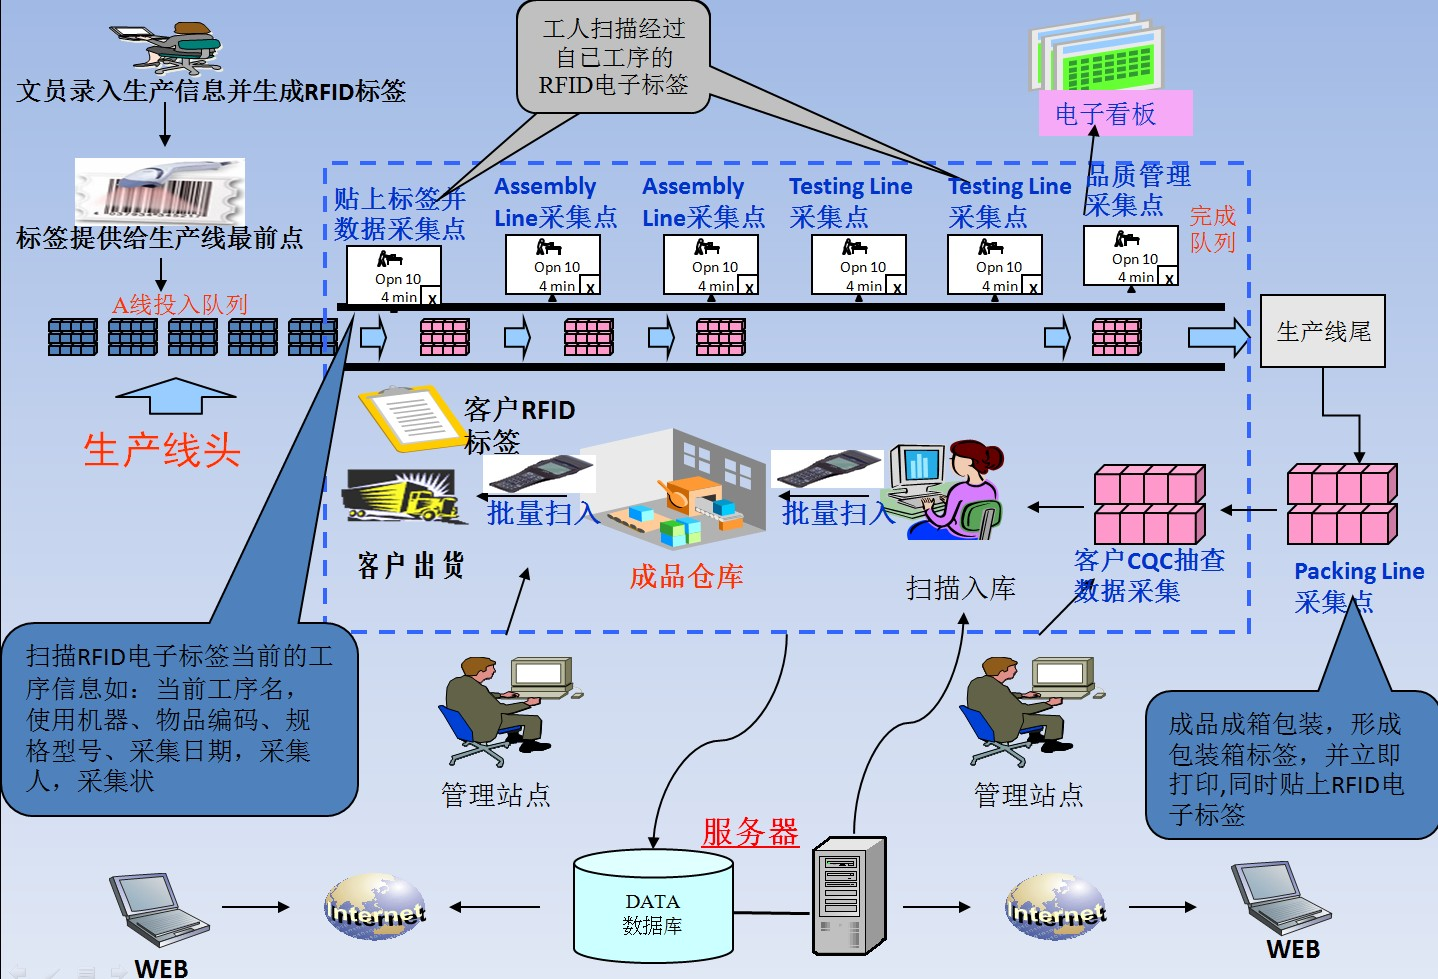 工人扫描经过
自己工序的
RFID电子标签
文员录入生产信息并生成RFID标签
电子看板
标签提供给生产线最前点
贴上标签并
数据采集点
Assembly
Line采集点
Assembly
Line采集点
Testing Line
采集点
Testing Line
采集点
品质管理
采集点
完成
队列
Opn 10
4 min
X
Opn 10
4 min
X
Opn 10
4 min
X
Opn 10
4 min
X
Opn 10
4 min
X
Opn 10
4 min
X
A线投入队列
生产线尾
生产线头
客户RFID
标签
批量扫入
批量扫入
客户出货
成品仓库
扫描入库
客户CQC抽查
数据采集
Packing Line
采集点
扫描RFID电子标签当前的工
序信息如：当前工序名，
使用机器、物品编码、规
格型号、采集日期，采集
人，采集状
成品成箱包装，形成
包装箱标签，并立即
打印,同时贴上RFID电
子标签
管理站点
管理站点
服务器
DATA
数据库
Internet
Internet
WEB
WEB